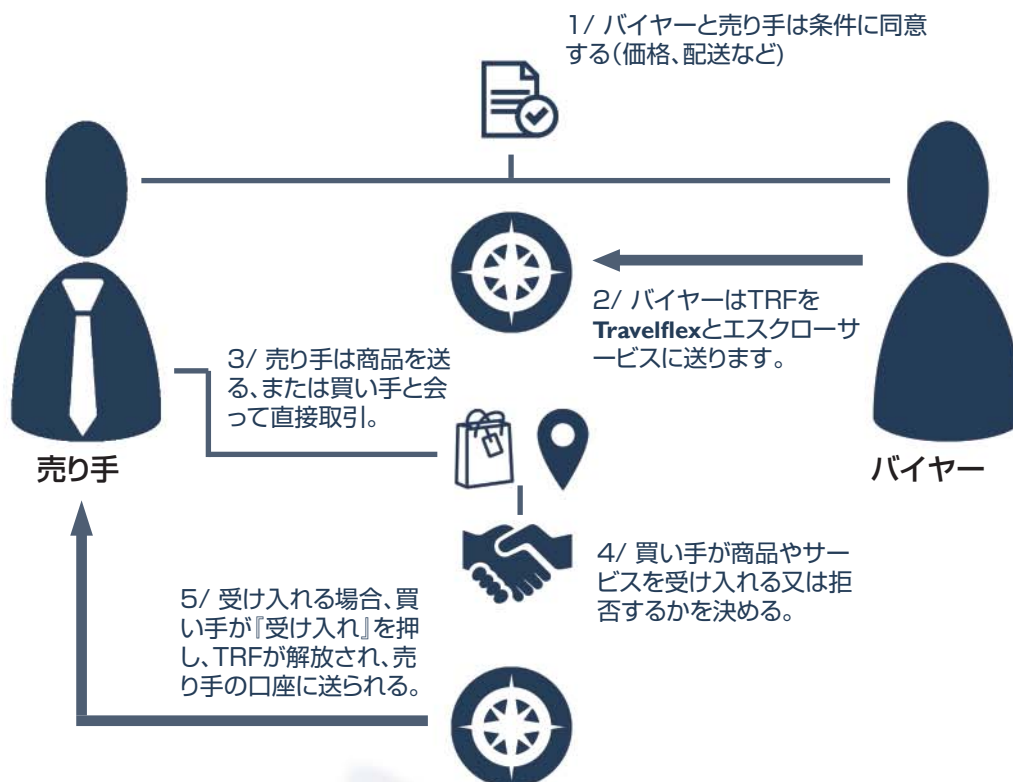 1/ バイヤーと売り手は条件に同意
する(価格、配送など)
2/ バイヤーはTRFを
Travelflexとエスクローサ
ービスに送ります。
3/ 売り手は商品を送
る、または買い手と会
って直接取引。
売り手
バイヤー
4/ 買い手が商品やサー
ビスを受け入れる又は拒
否するかを決める。
5/ 受け入れる場合、買
い手が『受け入れ』を押
し、TRFが解放され、売
り手の口座に送られる。